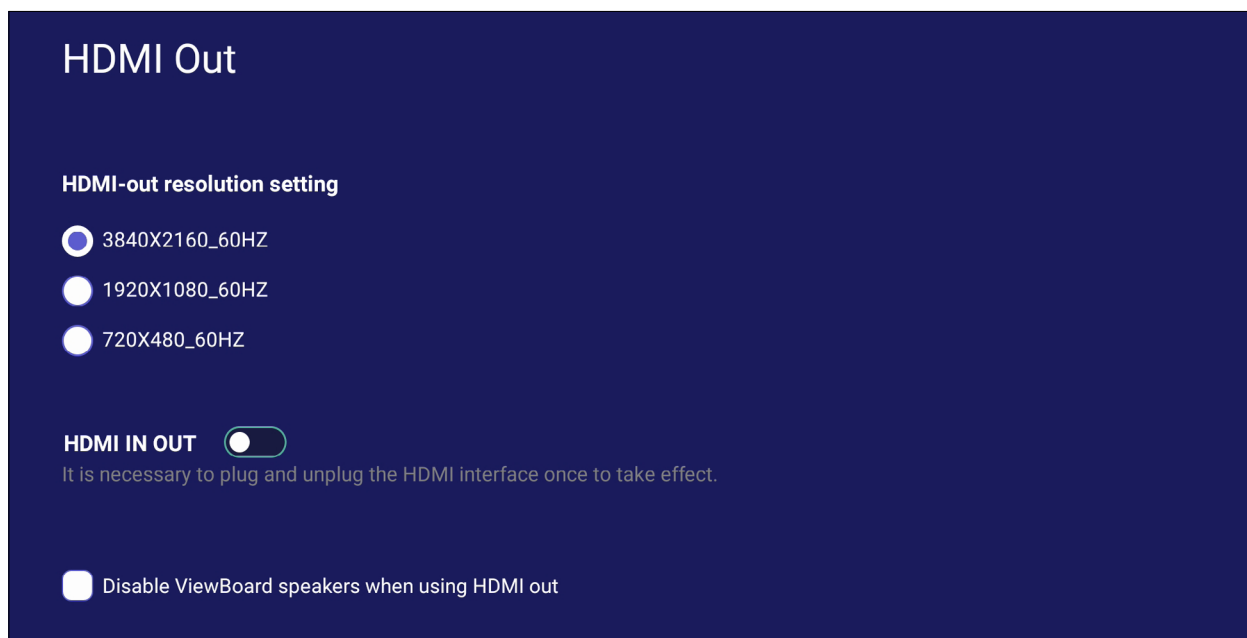 HDMI Out
HDMI-out resolution setting
3840X2160_60HZ
1920X1080_60HZ
720X480_60HZ
HDMI IN OUT
It is necessary to plug and unplug the HDMI interface once to take effect.
Disable ViewBoard speakers when using HDMI out